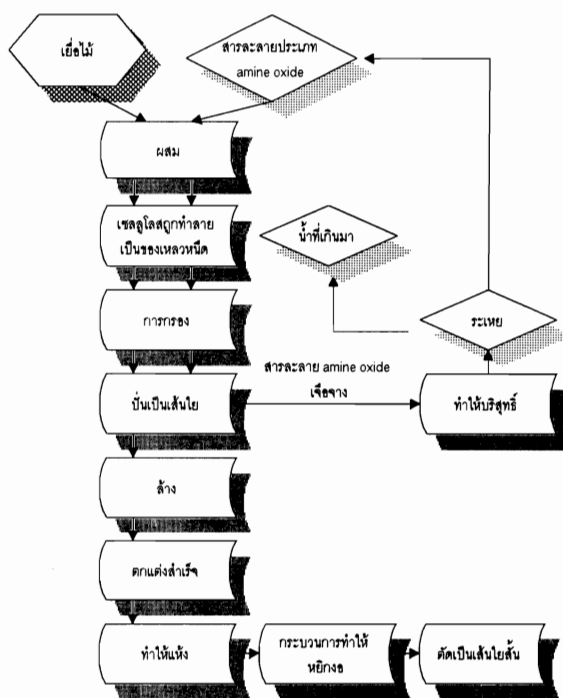 เยื่อไม้
สารละลายประเภท
amine oxide
ผสม
เซลลูโลสถูกทำลาย
เป็นของเหลวหนืด
น้ำที่เกินมา
การกรอง
ระเหย
สารละลาย amine oxide
เจือจาง
ปั่นเป็นเส้นใย
ทำให้บริสุทธิ์
ล้าง
ตกแต่งสำเร็จ
ทำให้แห้ง
กระบวนการทำให้
หยิกงอ
ตัดเป็นเส้นใยสั้น